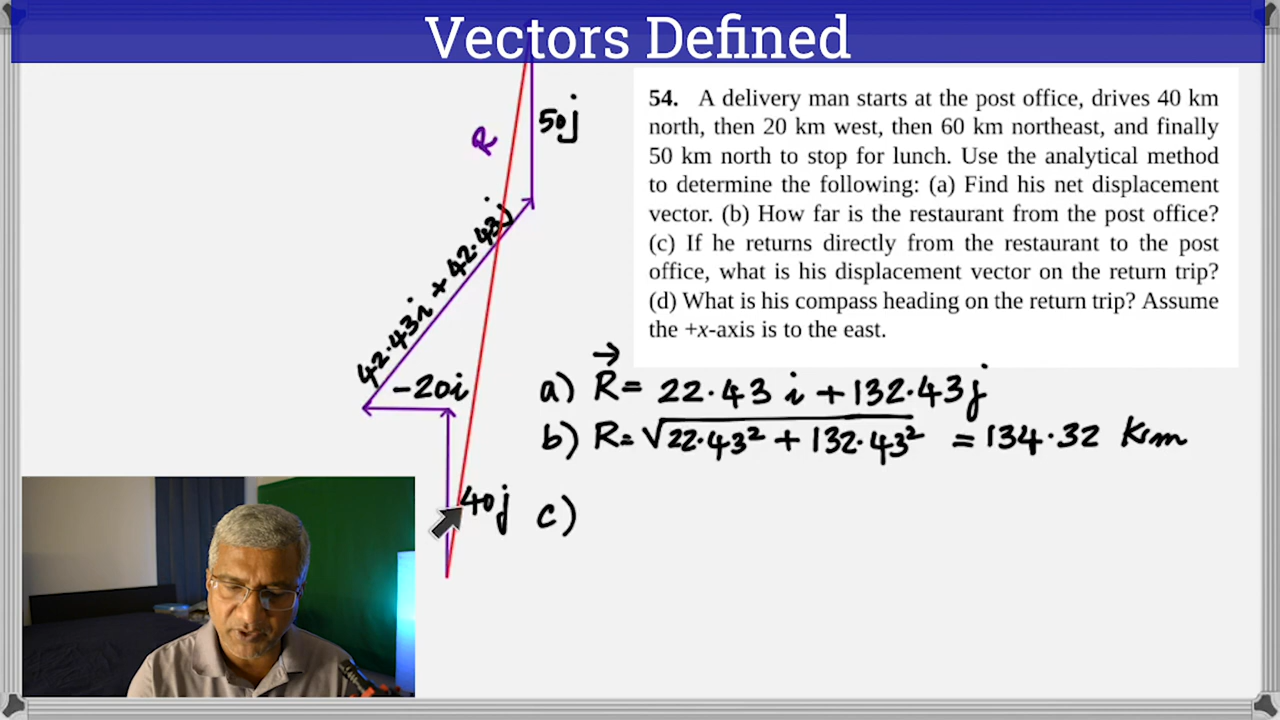 Vectors Defined
54. A delivery man starts at the post office, drives 40 km
north, then 20 km west, then 60 km northeast, and finally
50 km north to stop for lunch. Use the analytical method
to determine the following: (a) Find his net displacement
vector. (b) How far is the restaurant from the post office?
(c) If he returns directly from the restaurant to the post
office, what is his displacement vector on the return trip?
(d) What is his compass heading on the return trip? Assume
the +x-axis is to the east.
50j
R
42.43i + 42.43j
-20i
40j
a) R⃗ = 22.43 i + 132.43j
b) R = √22.43² + 132.43² = 134.32 km
c)